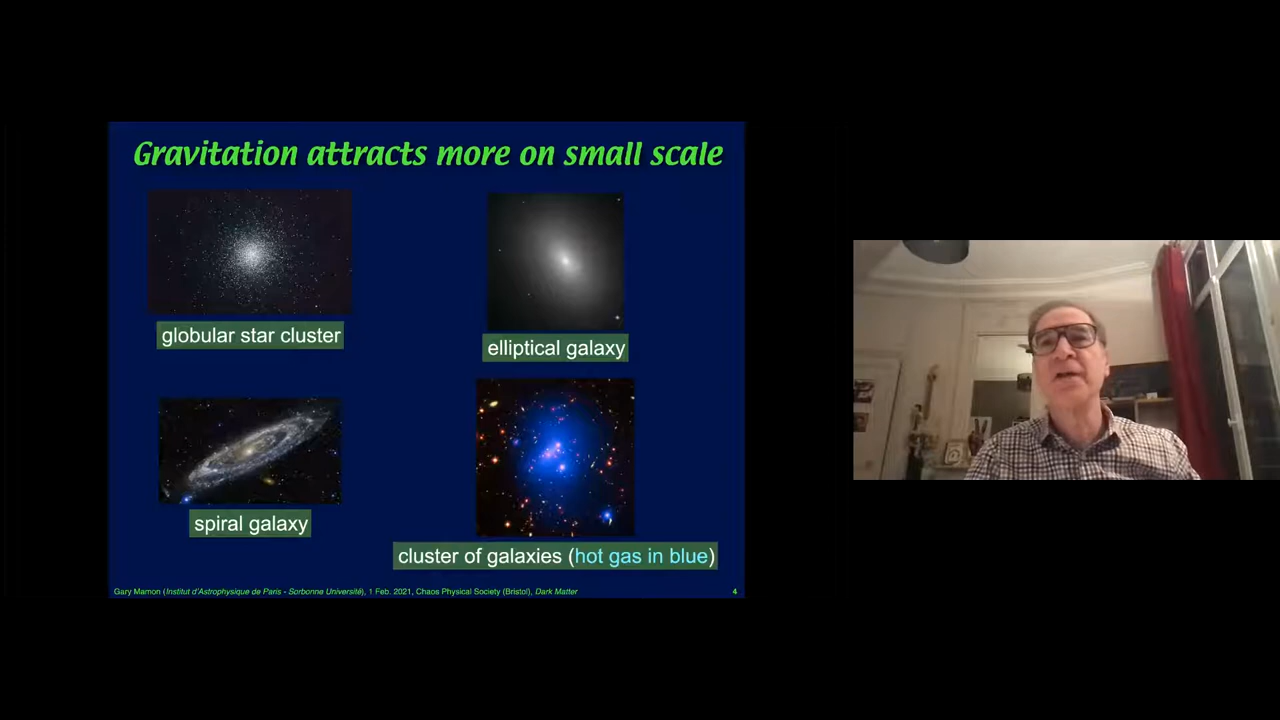 Gravitation attracts more on small scale
globular star cluster
elliptical galaxy
spiral galaxy
cluster of galaxies (hot gas in blue)
Gary Mamon (Institut d'Astrophysique de Paris - Sorbonne Université), 1 Feb. 2021, Chaos Physical Society (Bristol), Dark Matter
4